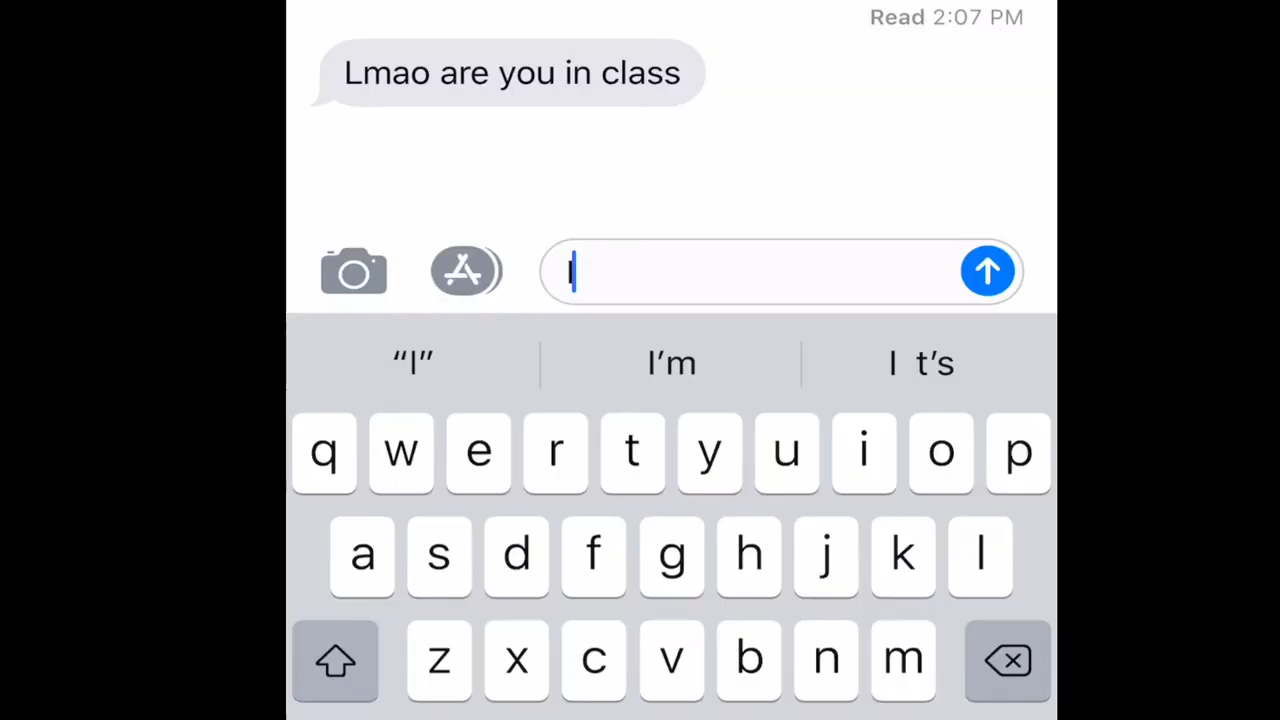 Read 2:07 PM
Lmao are you in class
I
“I” I’m I t’s
q w e r t y u i o p
a s d f g h j k l
z x c v b n m